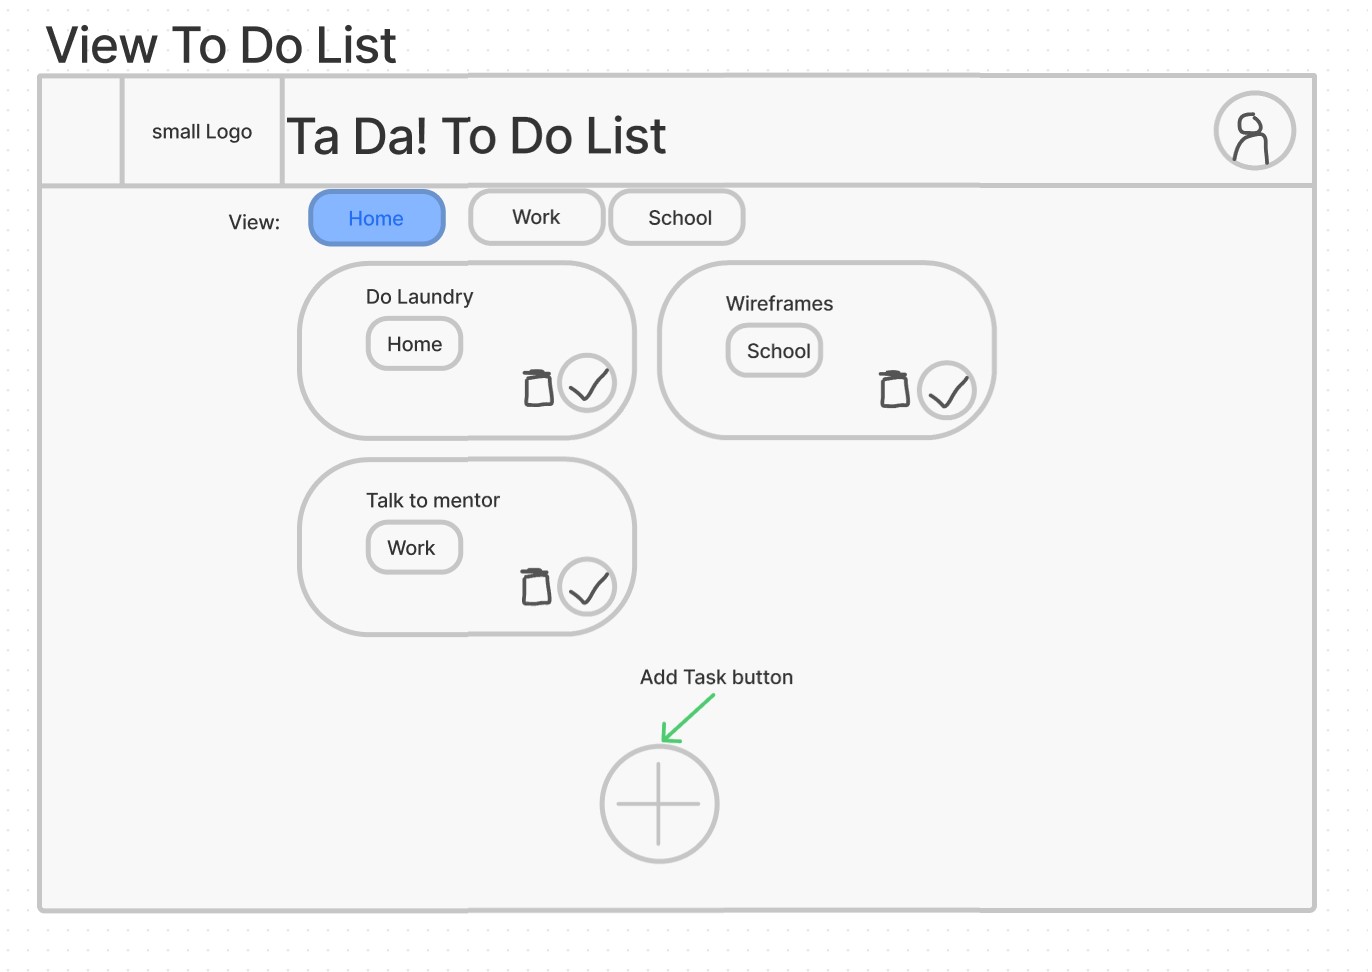 View To Do List
small Logo
Ta Da! To Do List
View:
Home
Work
School
Do Laundry
Home
Wireframes
School
Talk to mentor
Work
Add Task button